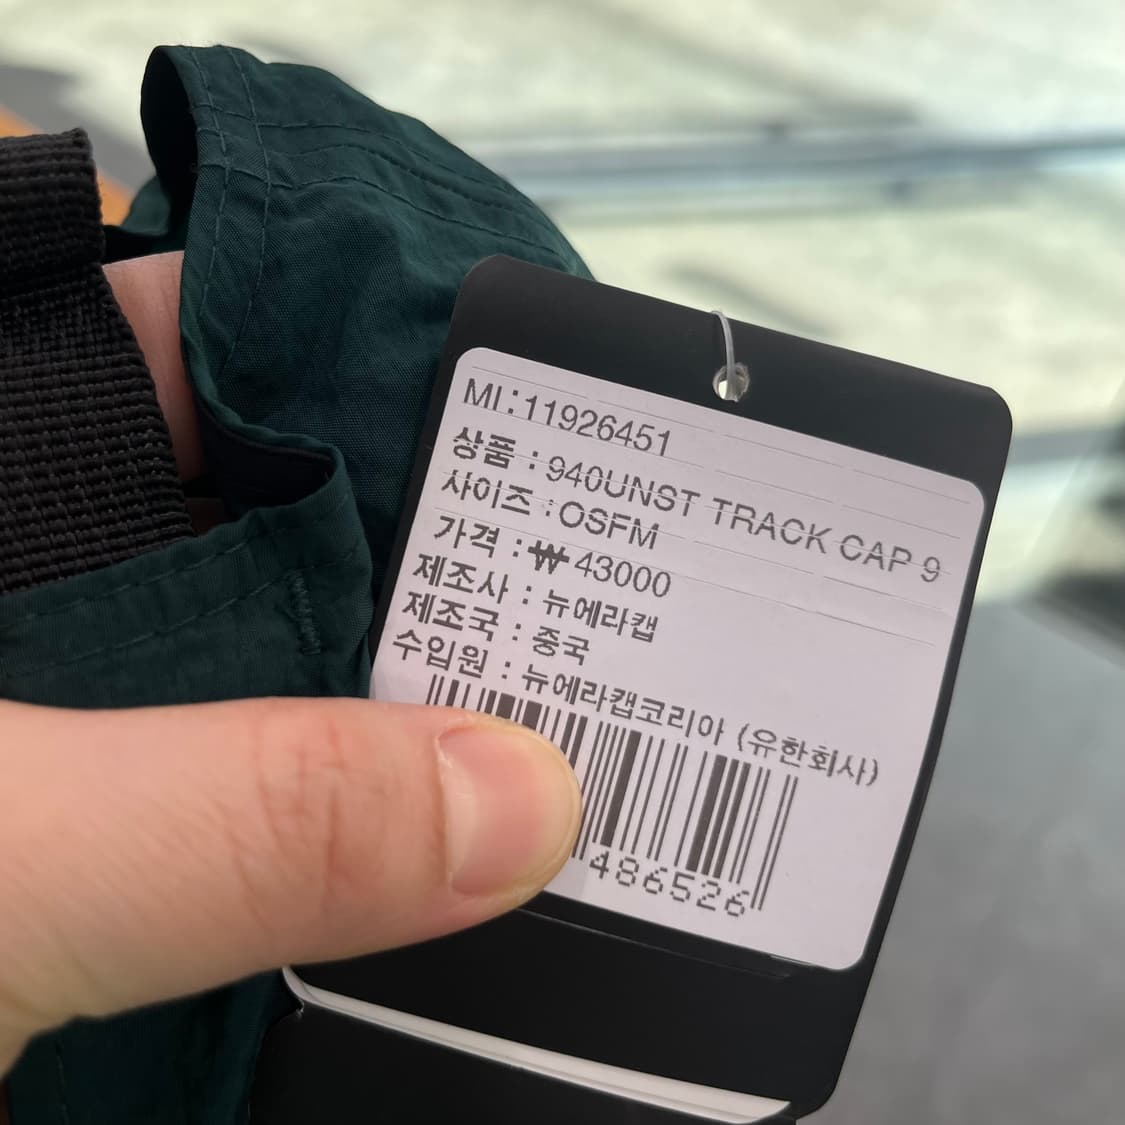 MI:11926451
상품 : 940UNST TRACK CAP 9
사이즈 : OSFM
가격 : ₩ 43000
제조사 : 뉴에라캡
제조국 : 중국
수입원 : 뉴에라캡코리아 (유한회사)
486526